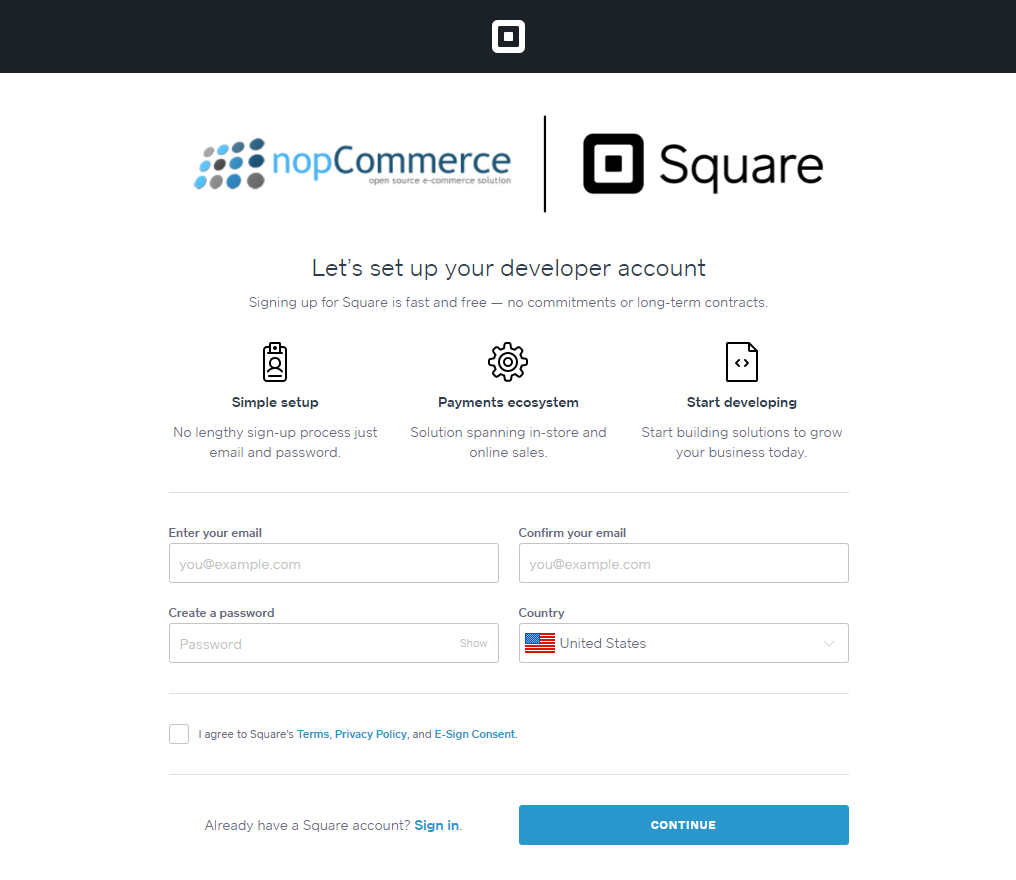 nopCommerce
open source e-commerce solution
Square
Let's set up your developer account
Signing up for Square is fast and free — no commitments or long-term contracts.
Simple setup
No lengthy sign-up process just
email and password.
Payments ecosystem
Solution spanning in-store and
online sales.
Start developing
Start building solutions to grow
your business today.
Enter your email
you@example.com
Confirm your email
you@example.com
Create a password
Password Show
Country
United States
I agree to Square's Terms, Privacy Policy, and E-Sign Consent.
Already have a Square account? Sign in.
CONTINUE